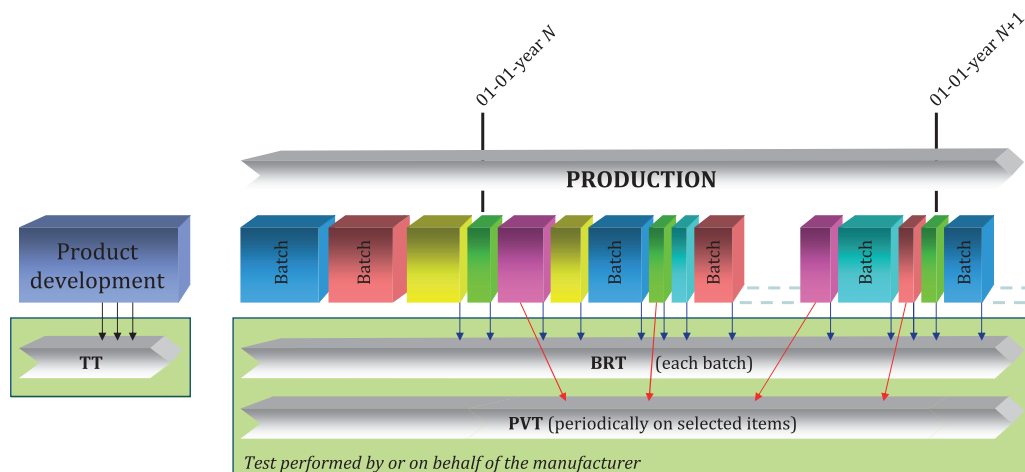 01-01-year N
01-01-year N+1
PRODUCTION
Product
development
Batch
Batch
Batch
Batch
Batch
Batch
TT
BRT (each batch)
PVT (periodically on selected items)
Test performed by or on behalf of the manufacturer